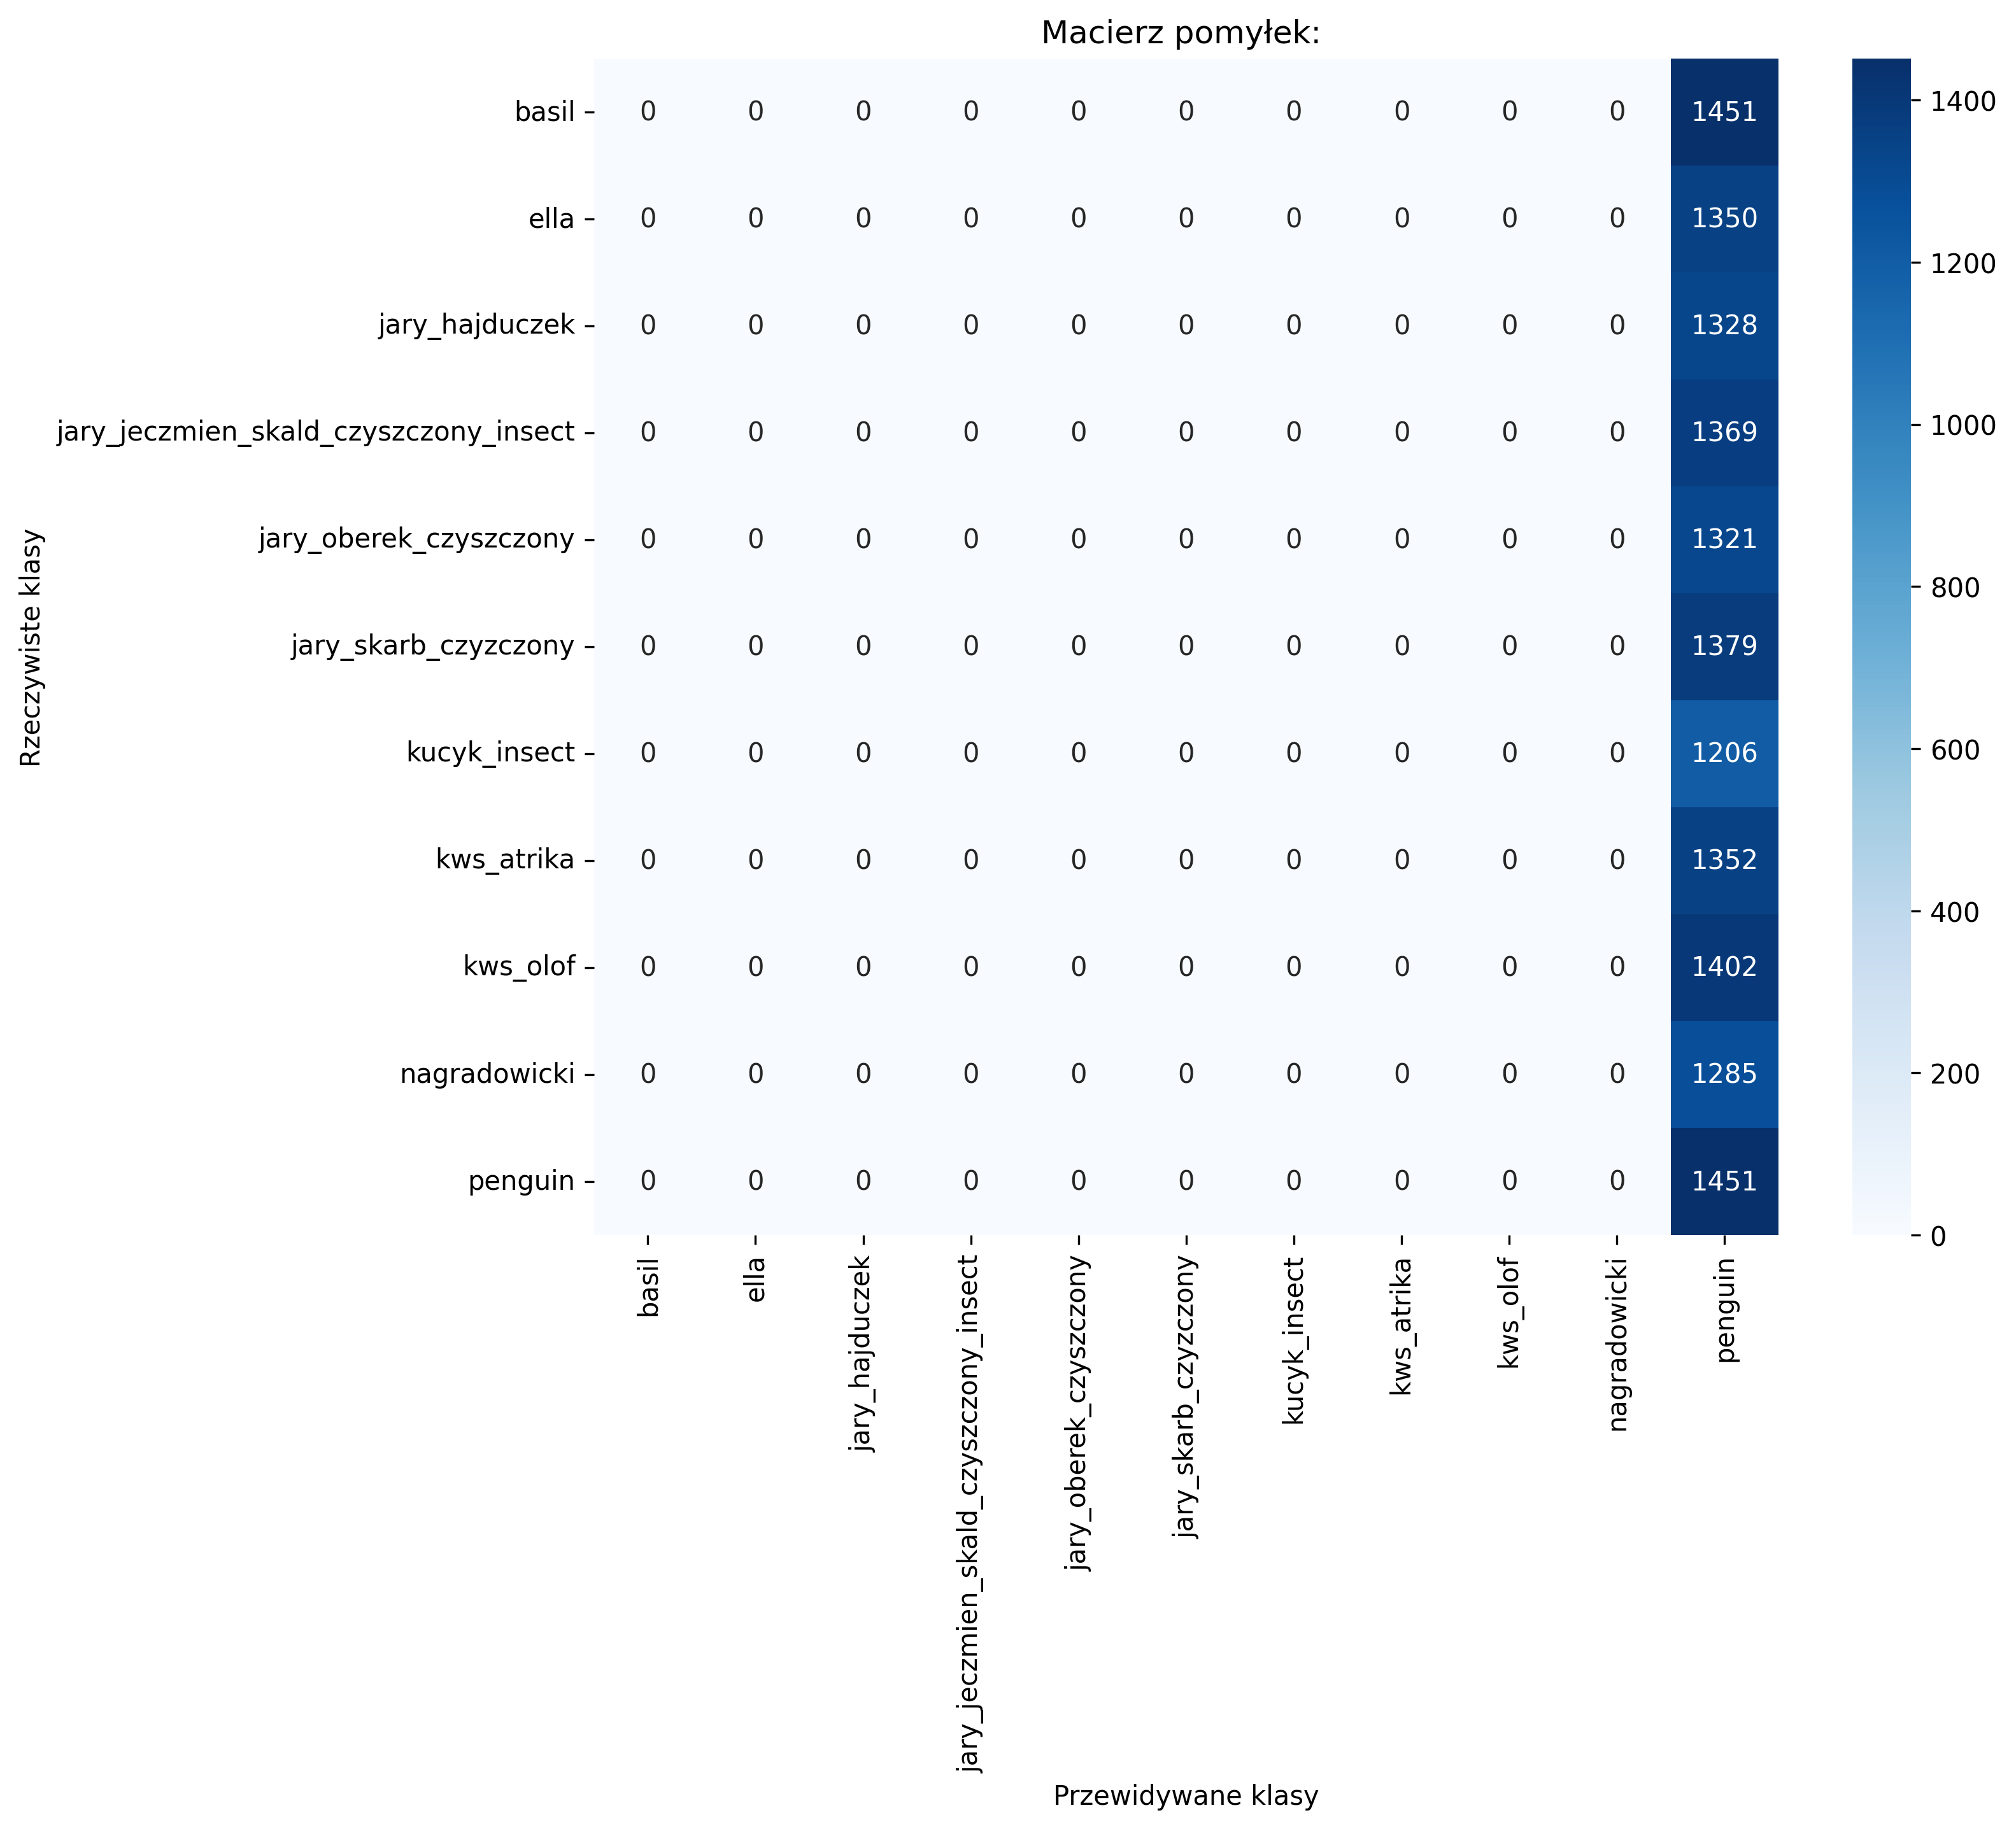 Macierz pomyłek:
Rzeczywiste klasy
basil 0 0 0 0 0 0 0 0 0 0 1451
ella 0 0 0 0 0 0 0 0 0 0 1350
jary_hajduczek 0 0 0 0 0 0 0 0 0 0 1328
jary_jeczmien_skald_czyszczony_insect 0 0 0 0 0 0 0 0 0 0 1369
jary_oberek_czyszczony 0 0 0 0 0 0 0 0 0 0 1321
jary_skarb_czyzczony 0 0 0 0 0 0 0 0 0 0 1379
kucyk_insect 0 0 0 0 0 0 0 0 0 0 1206
kws_atrika 0 0 0 0 0 0 0 0 0 0 1352
kws_olof 0 0 0 0 0 0 0 0 0 0 1402
nagradowicki 0 0 0 0 0 0 0 0 0 0 1285
penguin 0 0 0 0 0 0 0 0 0 0 1451
basil
ella
jary_hajduczek
jary_jeczmien_skald_czyszczony_insect
jary_oberek_czyszczony
jary_skarb_czyzczony
kucyk_insect
kws_atrika
kws_olof
nagradowicki
penguin
Przewidywane klasy
1400
1200
1000
800
600
400
200
0